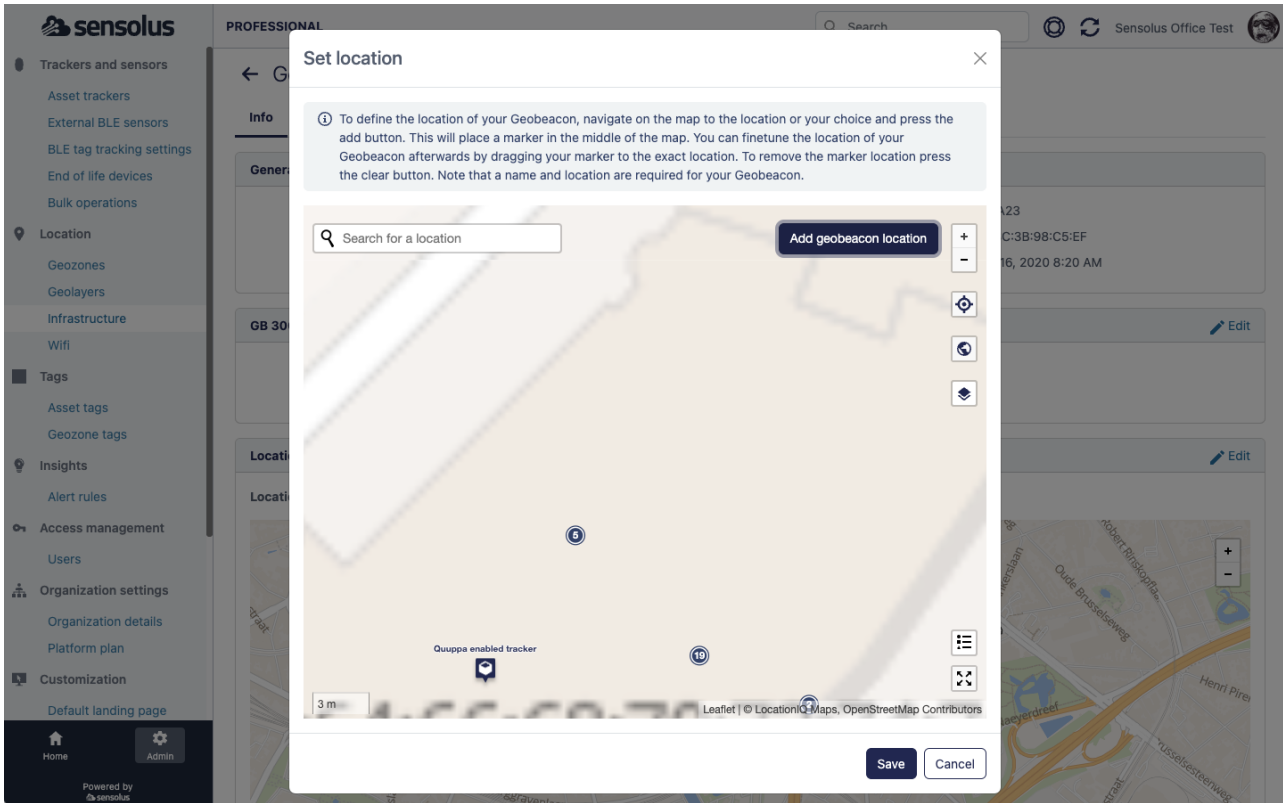 sensolus
PROFESSIONAL
Search
Sensolus Office Test
Trackers and sensors
Asset trackers
External BLE sensors
BLE tag tracking settings
End of life devices
Bulk operations
Location
Geozones
Geolayers
Infrastructure
Wifi
Tags
Asset tags
Geozone tags
Insights
Alert rules
Access management
Users
Organization settings
Organization details
Platform plan
Customization
Default landing page
Home
Admin
Powered by
sensolus
Info
Set location
To define the location of your Geobeacon, navigate on the map to the location or your choice and press the
add button. This will place a marker in the middle of the map. You can finetune the location of your
Geobeacon afterwards by dragging your marker to the exact location. To remove the marker location press
the clear button. Note that a name and location are required for your Geobeacon.
Search for a location
Add geobeacon location
+
-
5
Quuppa enabled tracker
19
3 m
Leaflet | © LocationIQ Maps, OpenStreetMap Contributors
Save
Cancel
A23
C:3B:98:C5:EF
16, 2020 8:20 AM
GB 30
Edit
Edit
+
-
Robert Rinskopfla
Oude Brusselseweg
Henri Pire